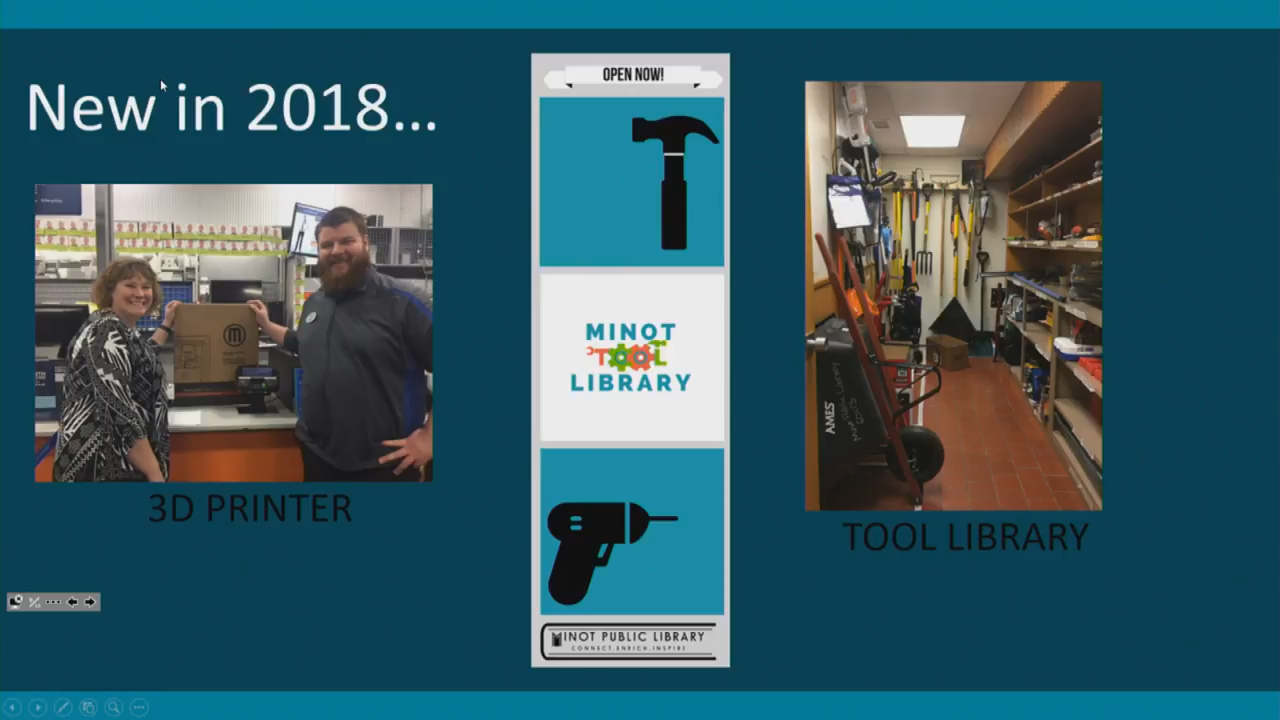 New in 2018...
3D PRINTER
OPEN NOW!
MINOT
TOOL
LIBRARY
MINOT PUBLIC LIBRARY
CONNECT.ENRICH.INSPIRE
AMES
TOOL LIBRARY